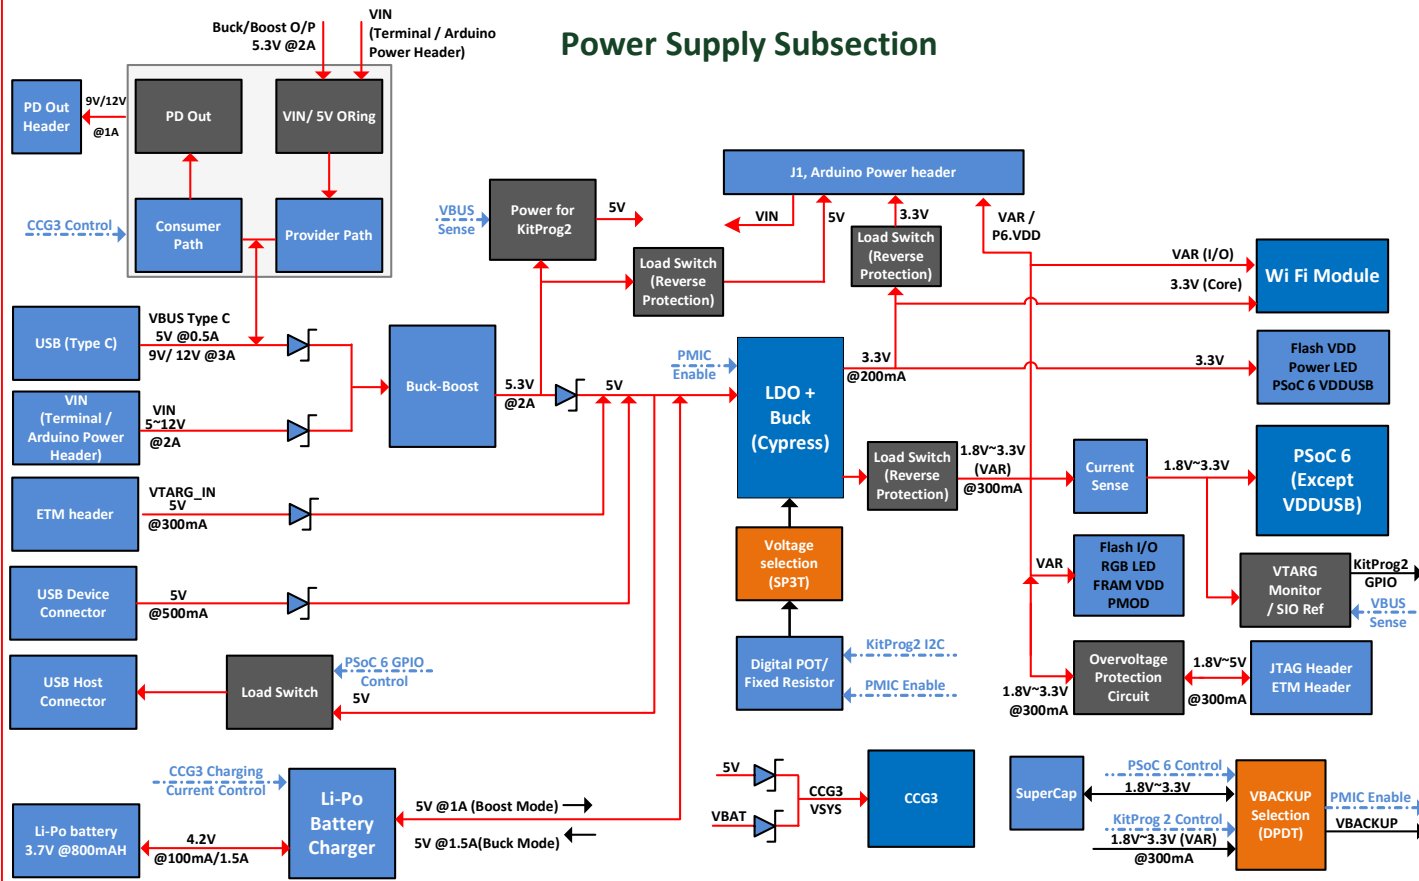 Power Supply Subsection
Buck/Boost O/P
5.3V @2A
VIN
(Terminal / Arduino
Power Header)
PD Out
Header
9V/12V
@1A
PD Out
VIN/ 5V ORing
CCG3 Control
Consumer
Path
Provider Path
VBUS
Sense
Power for
KitProg2
5V
J1, Arduino Power header
VIN
5V
3.3V
VAR /
P6.VDD
Load Switch
(Reverse
Protection)
Load Switch
(Reverse
Protection)
VAR (I/O)
3.3V (Core)
Wi Fi Module
USB (Type C)
VBUS Type C
5V @0.5A
9V/ 12V @3A
Buck-Boost
5.3V
@2A
5V
PMIC
Enable
LDO +
Buck
(Cypress)
3.3V
@200mA
3.3V
Flash VDD
Power LED
PSoC 6 VDDUSB
VIN
(Terminal /
Arduino Power
Header)
VIN
5~12V
@2A
Load Switch
(Reverse
Protection)
1.8V~3.3V
(VAR)
@300mA
Current
Sense
1.8V~3.3V
PSoC 6
(Except
VDDUSB)
ETM header
VTARG_IN
5V
@300mA
Voltage
selection
(SP3T)
VAR
Flash I/O
RGB LED
FRAM VDD
PMOD
VTARG
Monitor
/ SIO Ref
KitProg2
GPIO
VBUS
Sense
USB Device
Connector
5V
@500mA
USB Host
Connector
Load Switch
PSoC 6 GPIO
Control
5V
Digital POT/
Fixed Resistor
KitProg2 I2C
PMIC Enable
1.8V~3.3V
@300mA
Overvoltage
Protection
Circuit
1.8V~5V
@300mA
JTAG Header
ETM Header
CCG3 Charging
Current Control
Li-Po battery
3.7V @800mAH
4.2V
@100mA/1.5A
Li-Po
Battery
Charger
5V @1A (Boost Mode)
5V @1.5A(Buck Mode)
5V
VBAT
CCG3
VSYS
CCG3
SuperCap
PSoC 6 Control
1.8V~3.3V
KitProg 2 Control
1.8V~3.3V (VAR)
@300mA
VBACKUP
Selection
(DPDT)
PMIC Enable
VBACKUP